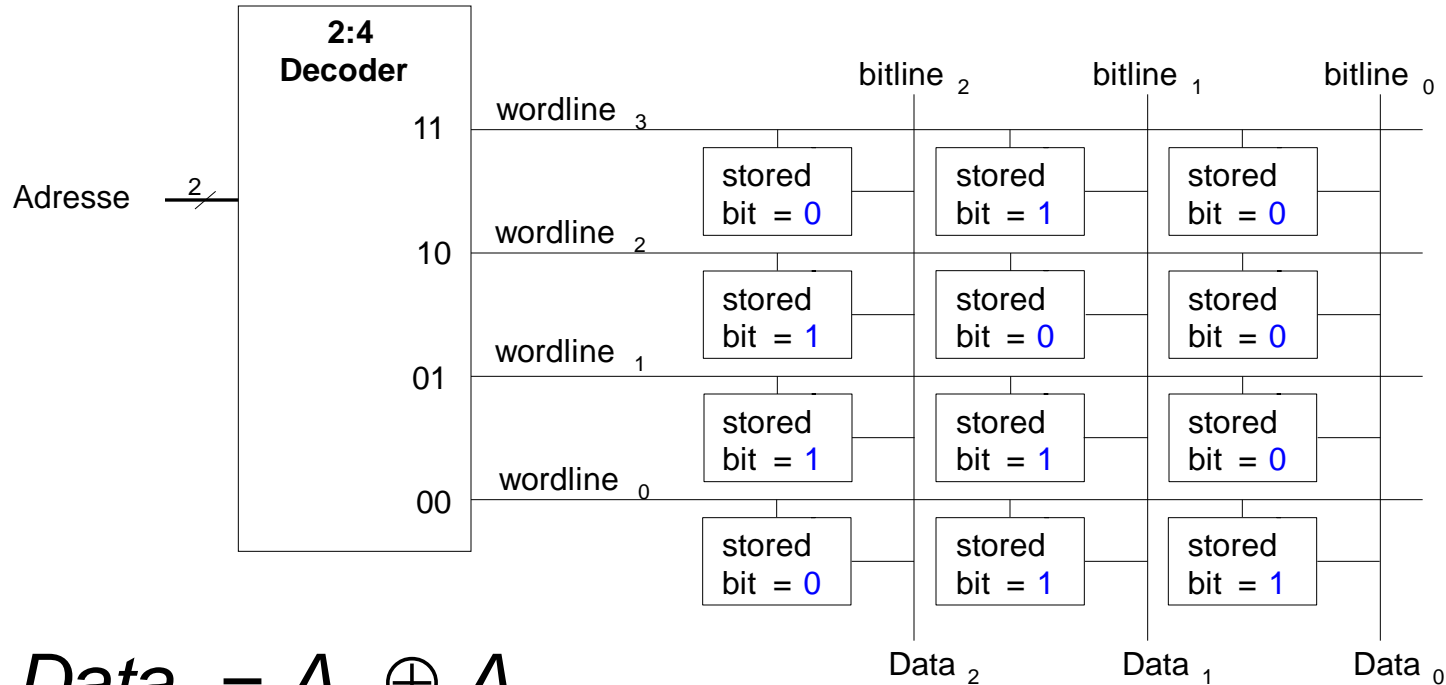 2:4
Decoder
bitline 2 bitline 1 bitline 0
wordline 3
11
stored stored stored
bit = 0 bit = 1 bit = 0
Adresse 2
wordline 2
10
stored stored stored
bit = 1 bit = 0 bit = 0
wordline 1
01
stored stored stored
bit = 1 bit = 1 bit = 0
wordline 0
00
stored stored stored
bit = 0 bit = 1 bit = 1
Data 2 Data 1 Data 0
Data = A ⊕ A